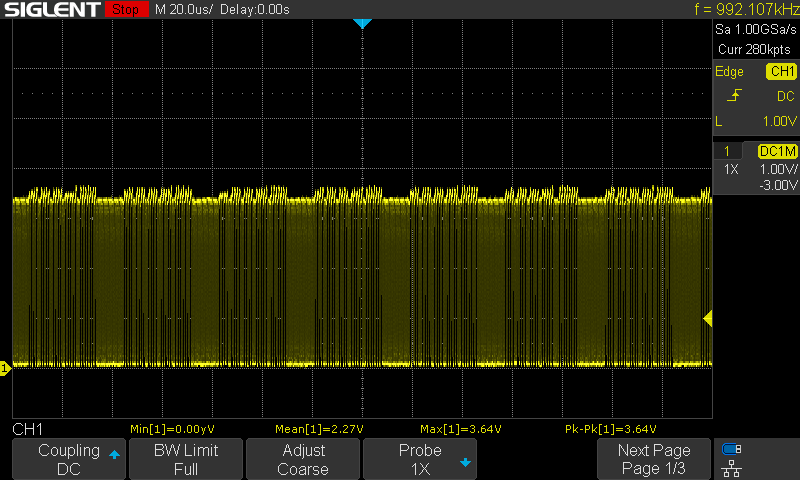 SIGLENT Stop M 20.0us/ Delay:0.00s f = 992.107kHz
Sa 1.00GSa/s
Curr 280kpts
Edge CH1
DC
L 1.00V
1 DC1M
1X 1.00V/
-3.00V
1
CH1 Min[1]=0.00yV Mean[1]=2.27V Max[1]=3.64V Pk-Pk[1]=3.64V
Coupling BW Limit Adjust Probe Next Page
DC Full Coarse 1X Page 1/3